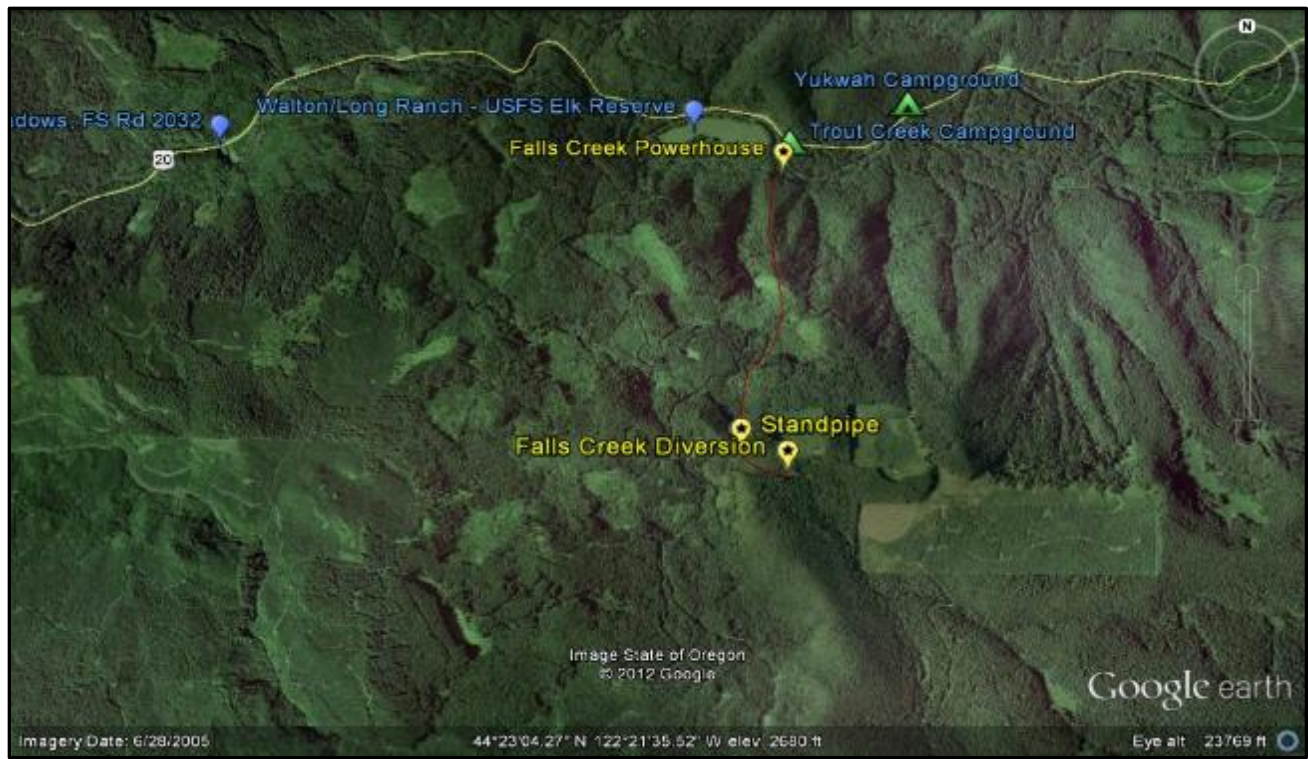 N
Yukwah Campground
Walton/Long Ranch - USFS Elk Reserve
dows, FS Rd 2032
Trout Creek Campground
Falls Creek Powerhouse
20
Standpipe
Falls Creek Diversion
Image State of Oregon
© 2012 Google
Google earth
Imagery Date: 6/28/2005
44°23'04.27" N 122°21'35.52" W elev 2680 ft
Eye alt 23769 ft